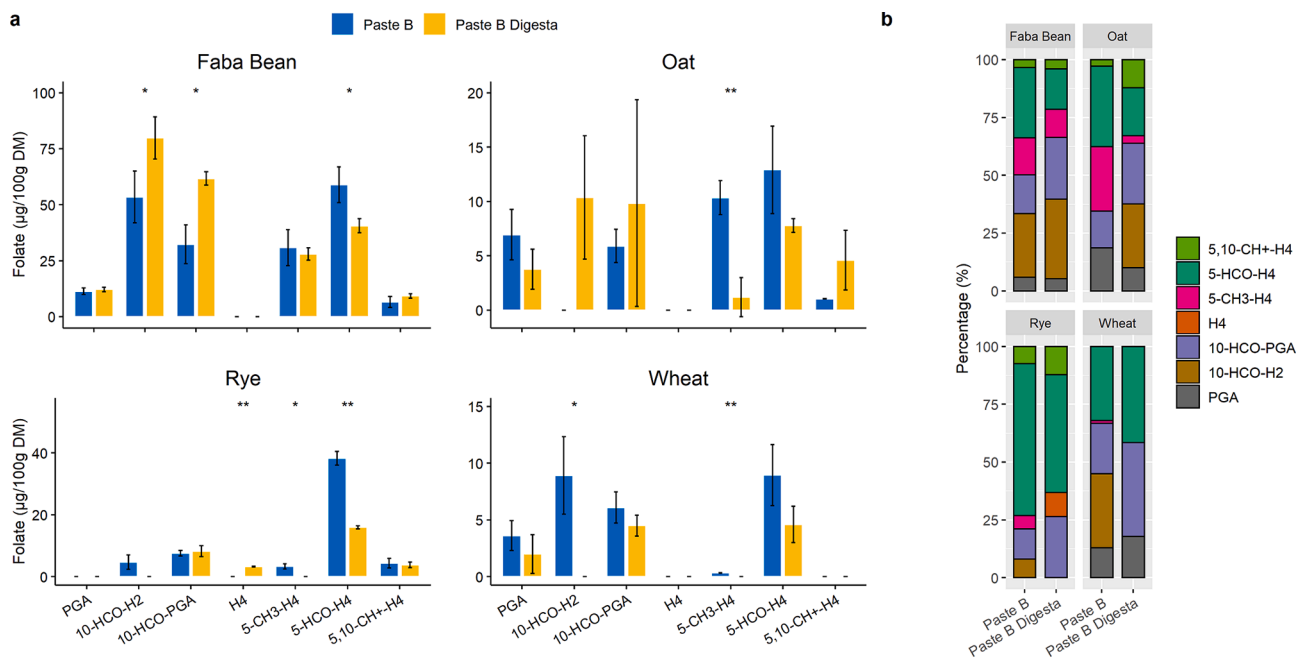 a
Paste B
Paste B Digesta
Faba Bean
Folate (µg/100g DM)
100
75
50
25
0
*
*
*
Oat
20
15
10
5
0
**
Rye
Folate (µg/100g DM)
40
20
0
**
*
**
PGA
10-HCO-H2
10-HCO-PGA
H4
5-CH3-H4
5-HCO-H4
5,10-CH+-H4
Wheat
15
10
5
0
*
**
PGA
10-HCO-H2
10-HCO-PGA
H4
5-CH3-H4
5-HCO-H4
5,10-CH+-H4
b
Percentage (%)
Faba Bean
Oat
100
75
50
25
0
Rye
Wheat
100
75
50
25
0
Paste B
Paste B Digesta
Paste B
Paste B Digesta
5,10-CH+-H4
5-HCO-H4
5-CH3-H4
H4
10-HCO-PGA
10-HCO-H2
PGA